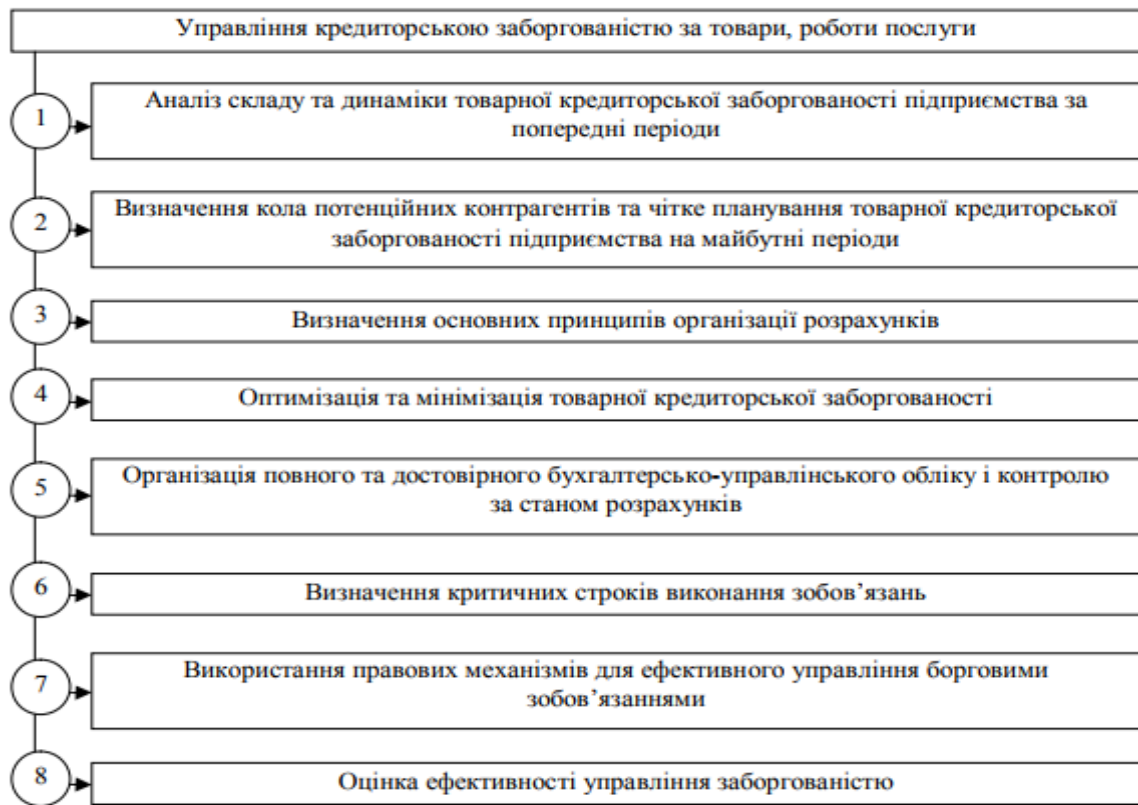 Управління кредиторською заборгованістю за товари, роботи послуги
1
Аналіз складу та динаміки товарної кредиторської заборгованості підприємства за
попередні періоди
2
Визначення кола потенційних контрагентів та чітке планування товарної кредиторської
заборгованості підприємства на майбутні періоди
3
Визначення основних принципів організації розрахунків
4
Оптимізація та мінімізація товарної кредиторської заборгованості
5
Організація повного та достовірного бухгалтерсько-управлінського обліку і контролю
за станом розрахунків
6
Визначення критичних строків виконання зобов’язань
7
Використання правових механізмів для ефективного управління борговими
зобов’язаннями
8
Оцінка ефективності управління заборгованістю